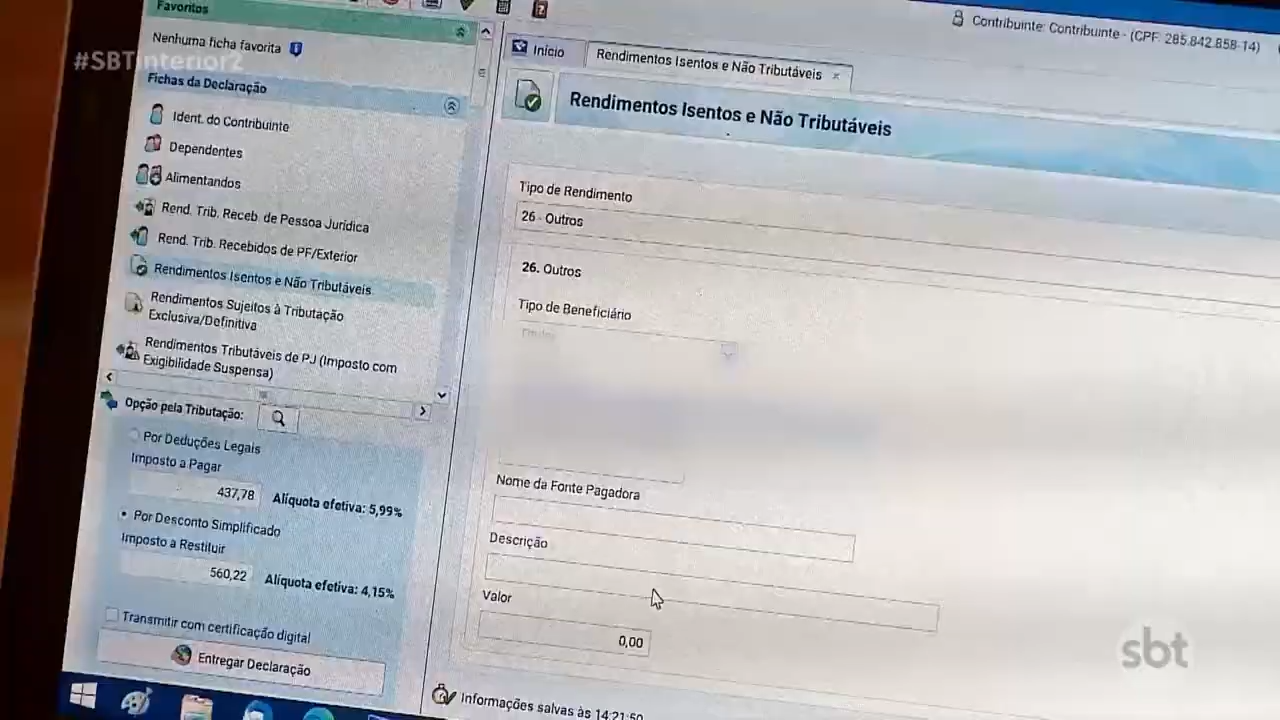 Favoritos
Nenhuma ficha favorita
#SBTInterior2
Fichas da Declaração
Ident. do Contribuinte
Dependentes
Alimentandos
Rend. Trib. Receb. de Pessoa Jurídica
Rend. Trib. Recebidos de PF/Exterior
Rendimentos Isentos e Não Tributáveis
Rendimentos Sujeitos à Tributação
Exclusiva/Definitiva
Rendimentos Tributáveis de PJ (Imposto com
Exigibilidade Suspensa)
Opção pela Tributação:
Por Deduções Legais
Imposto a Pagar
437,78 Alíquota efetiva: 5,99%
Por Desconto Simplificado
Imposto a Restituir
560,22 Alíquota efetiva: 4,15%
Transmitir com certificação digital
Entregar Declaração
Contribuinte: Contribuinte - (CPF: 285.842.858-14)
Início
Rendimentos Isentos e Não Tributáveis ×
Rendimentos Isentos e Não Tributáveis
Tipo de Rendimento
26 - Outros
26. Outros
Tipo de Beneficiário
Nome da Fonte Pagadora
Descrição
Valor
0,00
Informações salvas às 14:21:50
sbt